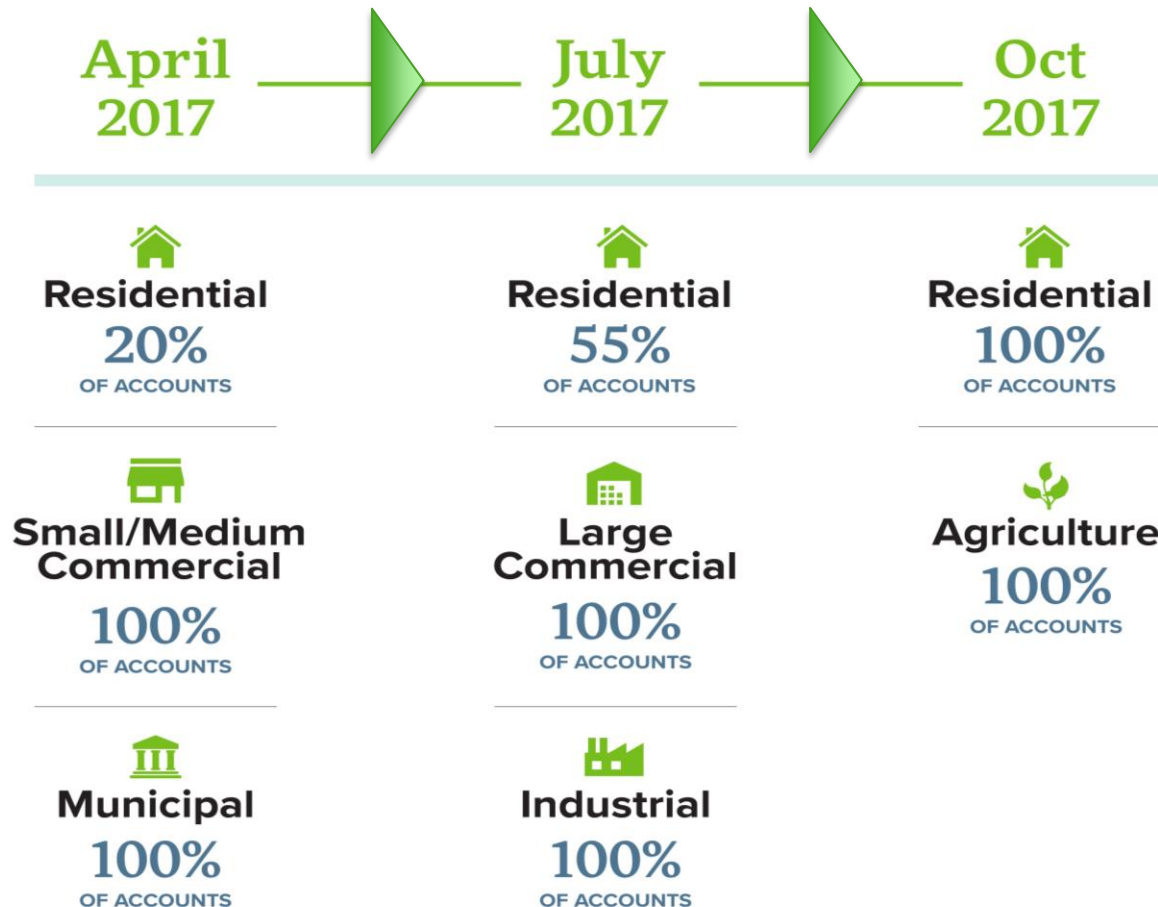 April
2017
July
2017
Oct
2017
Residential
20%
OF ACCOUNTS
Residential
55%
OF ACCOUNTS
Residential
100%
OF ACCOUNTS
Small/Medium
Commercial
100%
OF ACCOUNTS
Large
Commercial
100%
OF ACCOUNTS
Agriculture
100%
OF ACCOUNTS
Municipal
100%
OF ACCOUNTS
Industrial
100%
OF ACCOUNTS